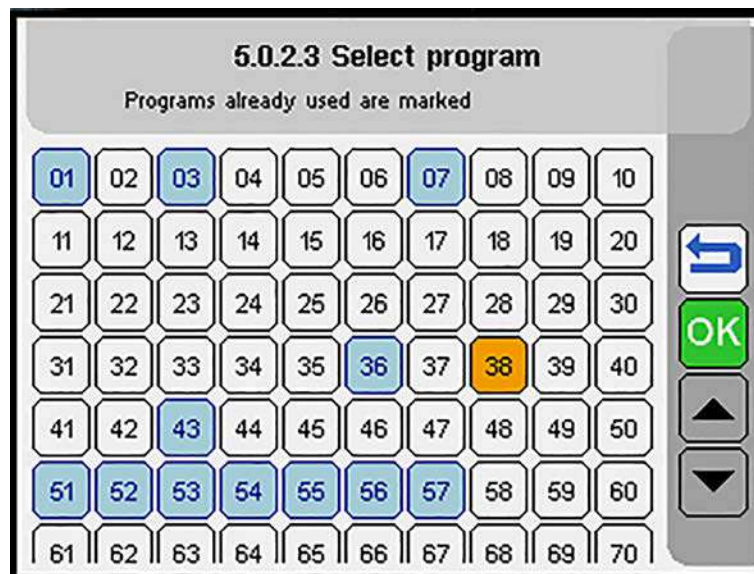 5.0.2.3 Select program
Programs already used are marked
01 02 03 04 05 06 07 08 09 10
11 12 13 14 15 16 17 18 19 20
21 22 23 24 25 26 27 28 29 30
31 32 33 34 35 36 37 38 39 40
41 42 43 44 45 46 47 48 49 50
51 52 53 54 55 56 57 58 59 60
61 62 63 64 65 66 67 68 69 70
OK